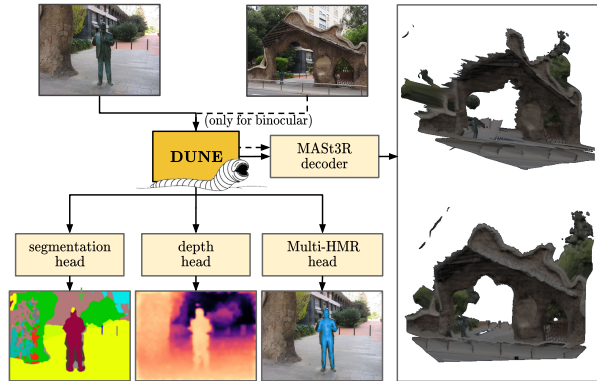 (only for binocular)
DUNE
MASt3R
decoder
segmentation
head
depth
head
Multi-HMR
head